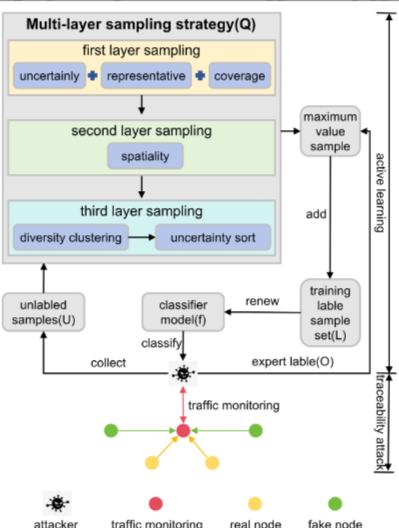 Multi-layer sampling strategy(Q)
first layer sampling
uncertainly
representative
coverage
second layer sampling
spatiality
third layer sampling
diversity clustering
uncertainty sort
maximum
value
sample
add
active learning
unlabled
samples(U)
classifier
model(f)
renew
training
lable
sample
set(L)
classify
collect
expert lable(O)
traffic monitoring
traceability attack
attacker
traffic monitoring
real node
fake node